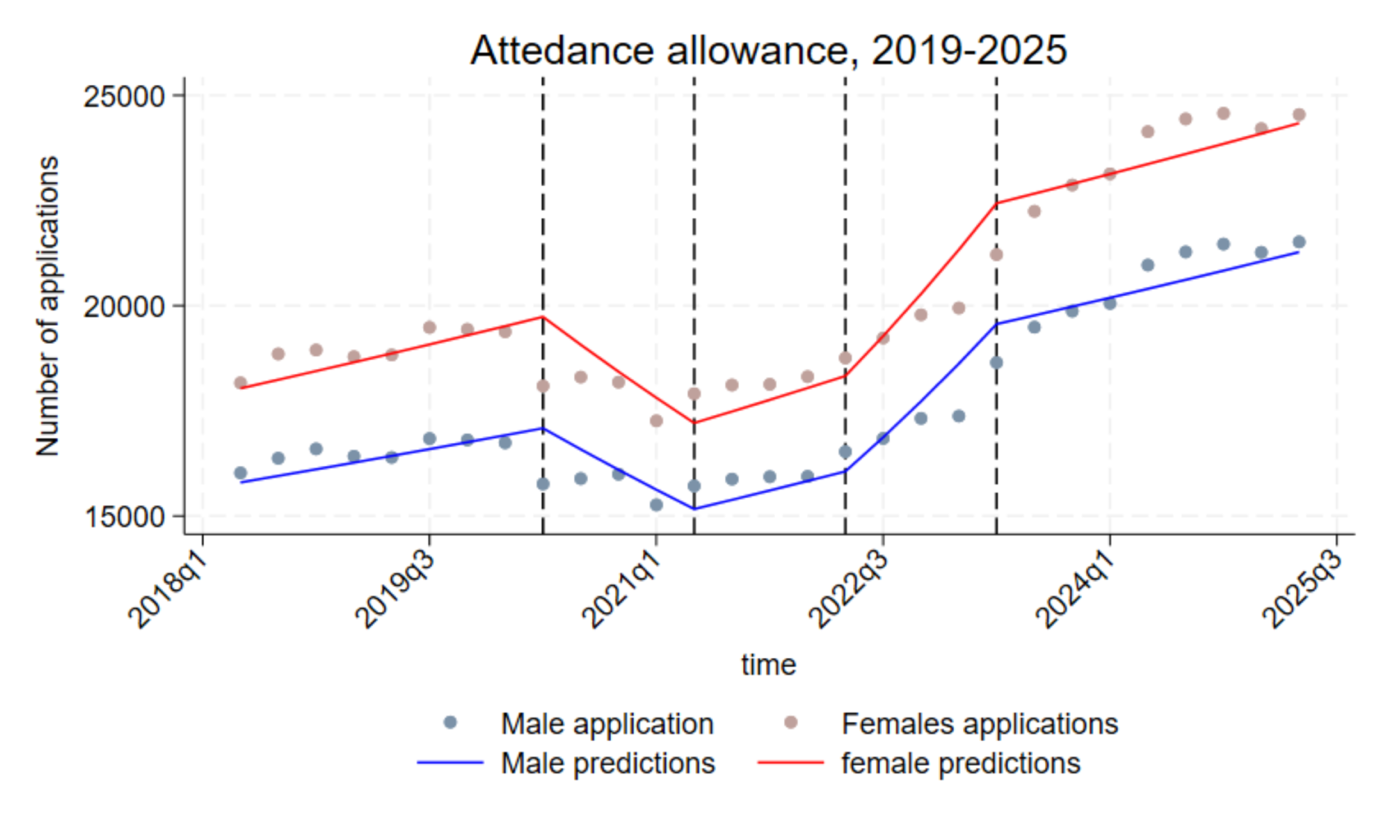 Attedance allowance, 2019-2025
Number of applications
25000
20000
15000
2018q1
2019q3
2021q1
2022q3
2024q1
2025q3
time
Male application
Females applications
Male predictions
female predictions